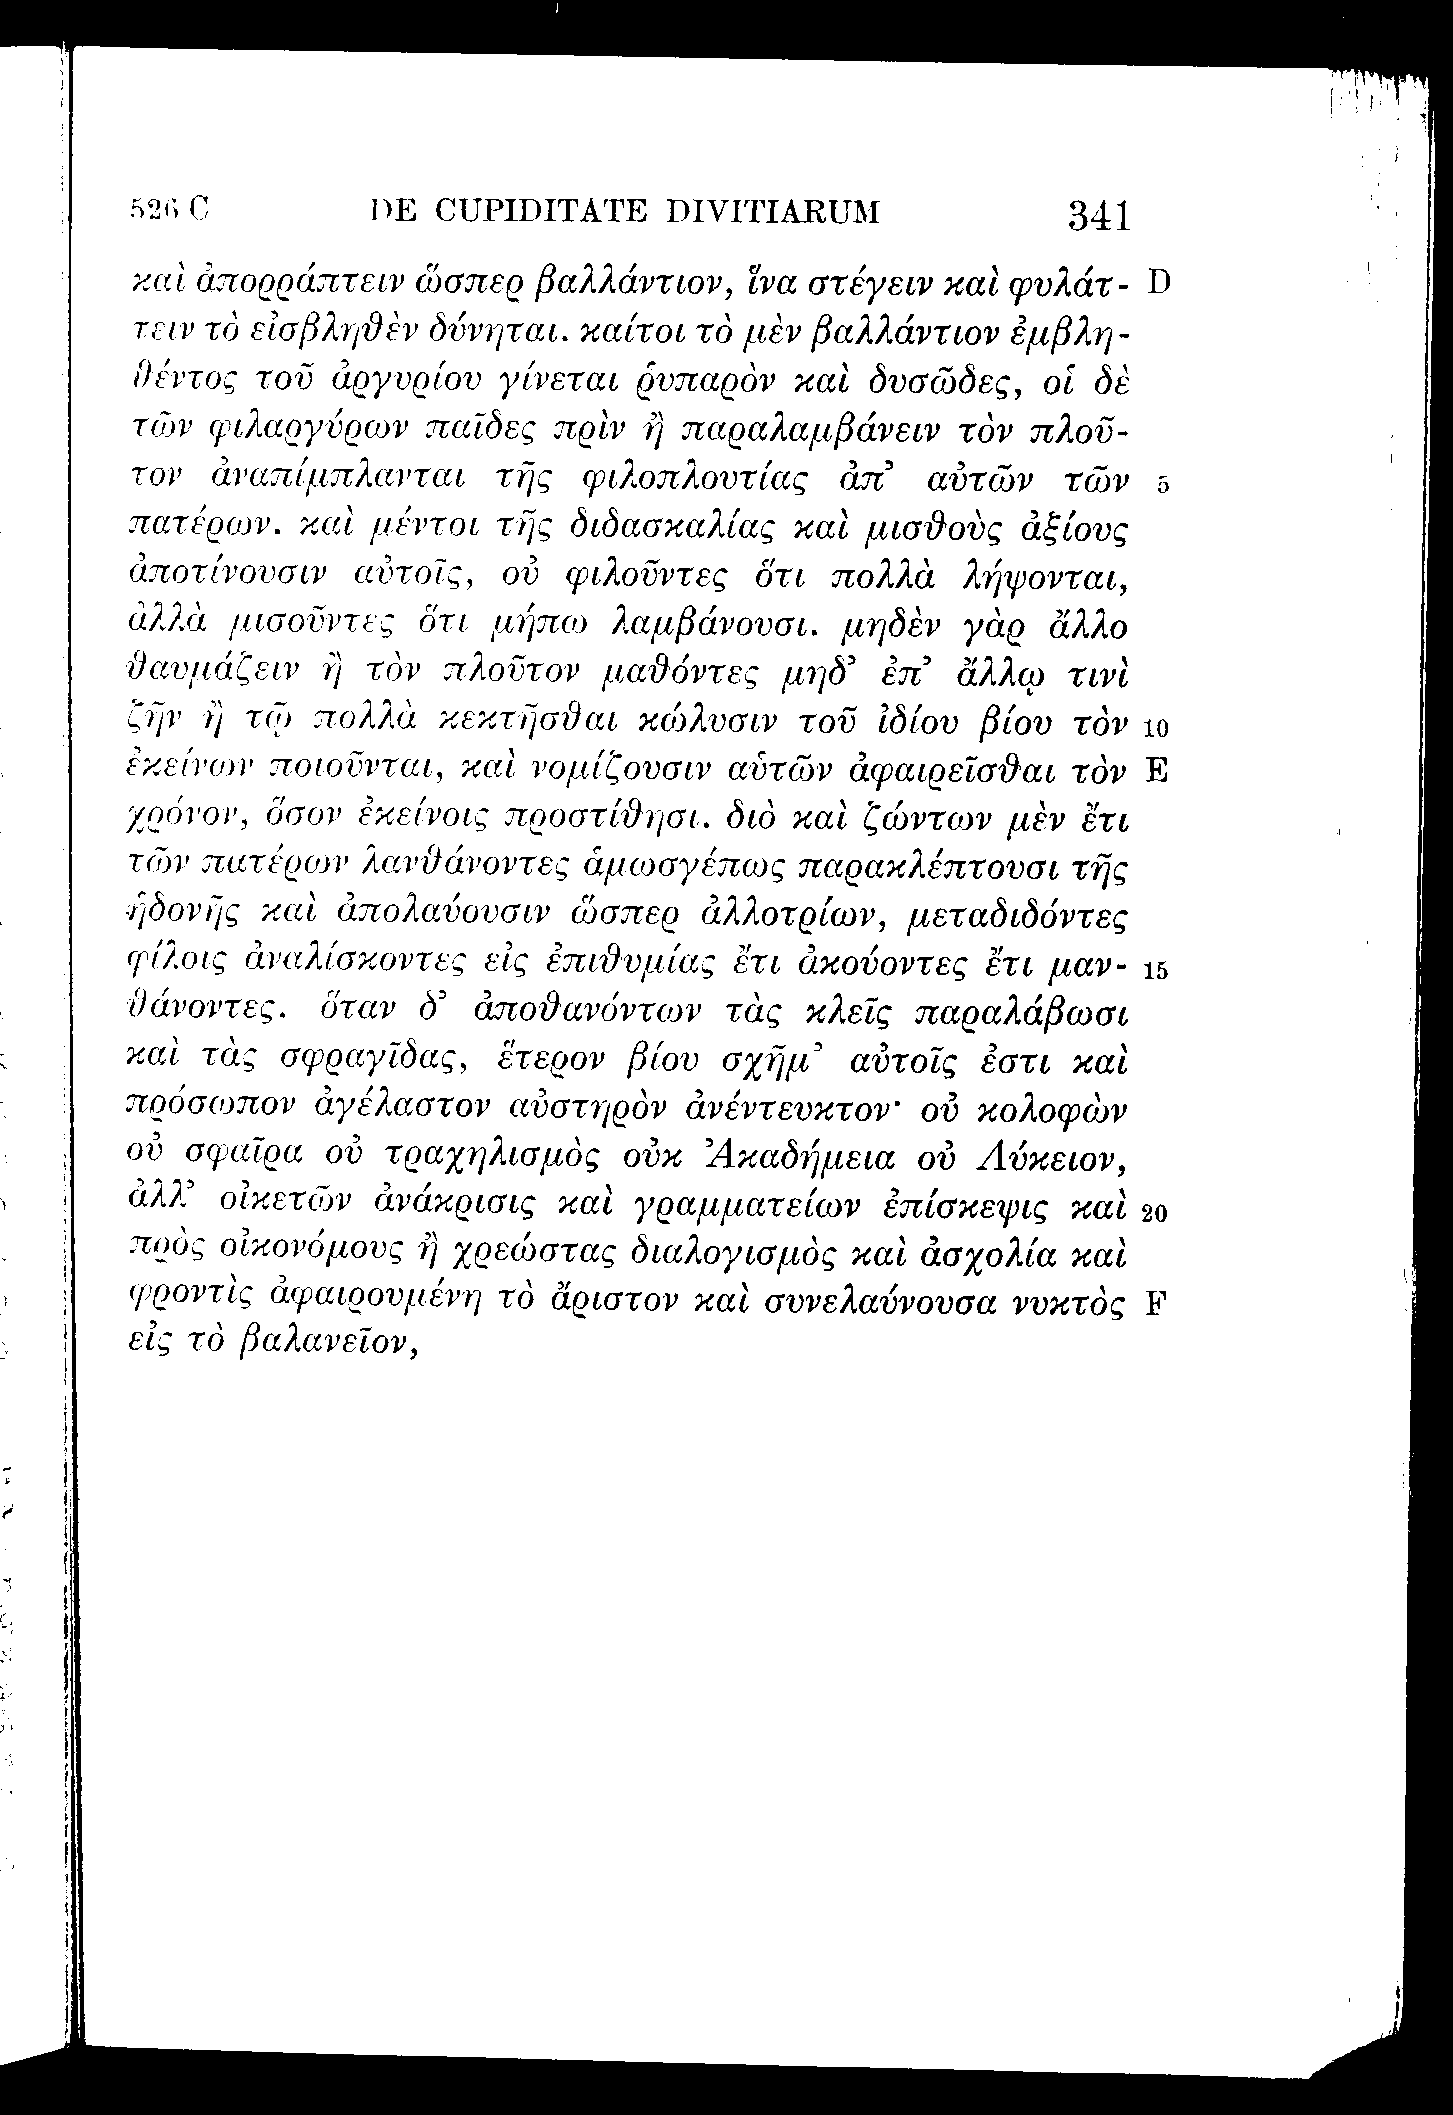 526 C DE CUPIDITATE DIVITIARUM 341
καὶ ἀπορράπτειν ὥσπερ βαλλάντιον, ἵνα στέγειν καὶ φυλάτ- D
τειν τὸ εἰσβληθὲν δύνηται. καίτοι τὸ μὲν βαλλάντιον ἐμβλη-
θέντος τοῦ ἀργυρίου γίνεται ῥυπαρὸν καὶ δυσῶδες, οἱ δὲ
τῶν φιλαργύρων παῖδες πρὶν ἢ παραλαμβάνειν τὸν πλοῦ-
τον ἀναπίμπλανται τῆς φιλοπλουτίας ἀπ’ αὐτῶν τῶν 5
πατέρων. καὶ μέντοι τῆς διδασκαλίας καὶ μισθοὺς ἀξίους
ἀποτίνουσιν αὐτοῖς, οὐ φιλοῦντες ὅτι πολλὰ λήψονται,
ἀλλὰ μισοῦντες ὅτι μήπω λαμβάνουσι. μηδὲν γὰρ ἄλλο
θαυμάζειν ἢ τὸν πλοῦτον μαθόντες μηδ’ ἐπ’ ἄλλῳ τινὶ
ζῆν ἢ τῷ πολλὰ κεκτῆσθαι κώλυσιν τοῦ ἰδίου βίου τὸν 10
ἐκείνων ποιοῦνται, καὶ νομίζουσιν αὑτῶν ἀφαιρεῖσθαι τὸν E
χρόνον, ὅσον ἐκείνοις προστίθησι. διὸ καὶ ζώντων μὲν ἔτι
τῶν πατέρων λανθάνοντες ἁμωσγέπως παρακλέπτουσι τῆς
ἡδονῆς καὶ ἀπολαύουσιν ὥσπερ ἀλλοτρίων, μεταδιδόντες
φίλοις ἀναλίσκοντες εἰς ἐπιθυμίας ἔτι ἀκούοντες ἔτι μαν- 15
θάνοντες. ὅταν δ’ ἀποθανόντων τὰς κλεῖς παραλάβωσι
καὶ τὰς σφραγῖδας, ἕτερον βίου σχῆμ’ αὐτοῖς ἐστι καὶ
πρόσωπον ἀγέλαστον αὐστηρὸν ἀνέντευκτον· οὐ κολοφὼν
οὐ σφαῖρα οὐ τραχηλισμὸς οὐκ Ἀκαδήμεια οὐ Λύκειον,
ἀλλ’ οἰκετῶν ἀνάκρισις καὶ γραμματείων ἐπίσκεψις καὶ 20
πρὸς οἰκονόμους ἢ χρεώστας διαλογισμὸς καὶ ἀσχολία καὶ
φροντὶς ἀφαιρουμένη τὸ ἄριστον καὶ συνελαύνουσα νυκτὸς F
εἰς τὸ βαλανεῖον,